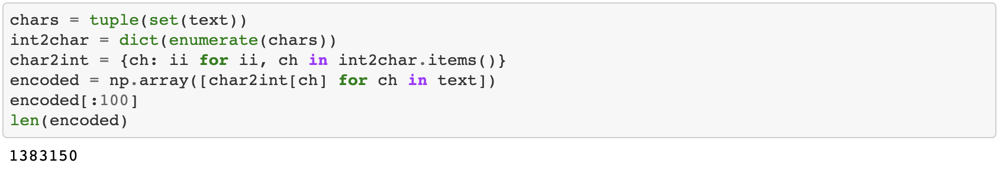 chars = tuple(set(text))
int2char = dict(enumerate(chars))
char2int = {ch: ii for ii, ch in int2char.items()}
encoded = np.array([char2int[ch] for ch in text])
encoded[:100]
len(encoded)
1383150